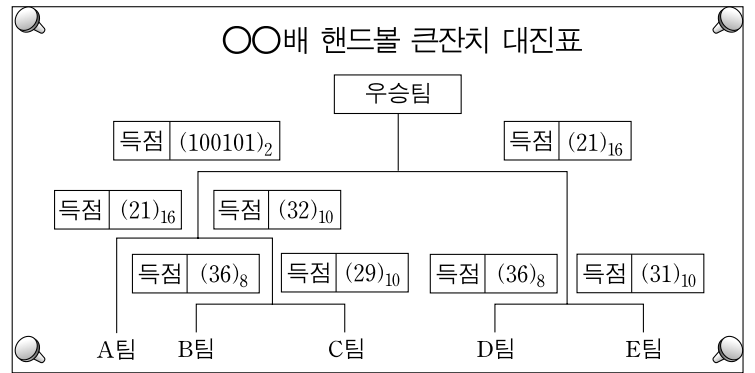 ○○배 핸드볼 큰잔치 대진표
우승팀
득점 (100101)₂ 득점 (21)₁₆
득점 (21)₁₆ 득점 (32)₁₀
득점 (36)₈ 득점 (29)₁₀ 득점 (36)₈ 득점 (31)₁₀
A팀 B팀 C팀 D팀 E팀